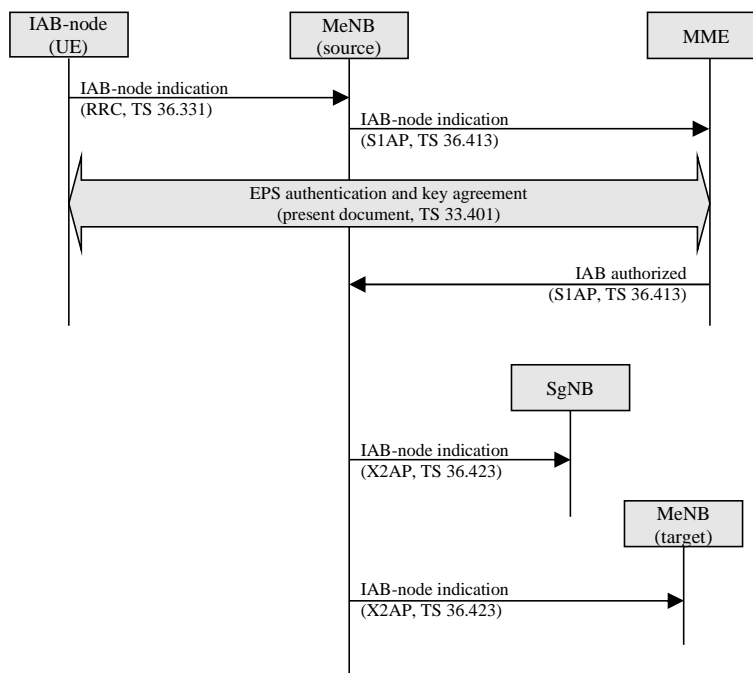 IAB-node
(UE)
MeNB
(source)
MME
IAB-node indication
(RRC, TS 36.331)
IAB-node indication
(S1AP, TS 36.413)
EPS authentication and key agreement
(present document, TS 33.401)
IAB authorized
(S1AP, TS 36.413)
SgNB
IAB-node indication
(X2AP, TS 36.423)
MeNB
(target)
IAB-node indication
(X2AP, TS 36.423)